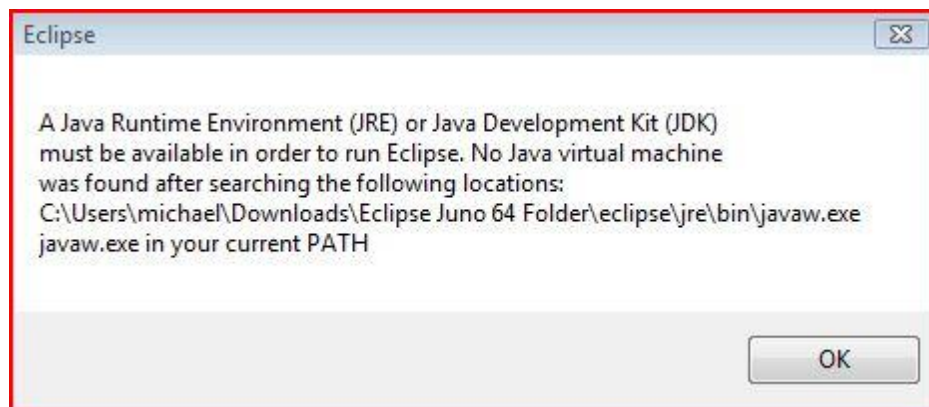 Eclipse
A Java Runtime Environment (JRE) or Java Development Kit (JDK)
must be available in order to run Eclipse. No Java virtual machine
was found after searching the following locations:
C:\Users\michael\Downloads\Eclipse Juno 64 Folder\eclipse\jre\bin\javaw.exe
javaw.exe in your current PATH
OK